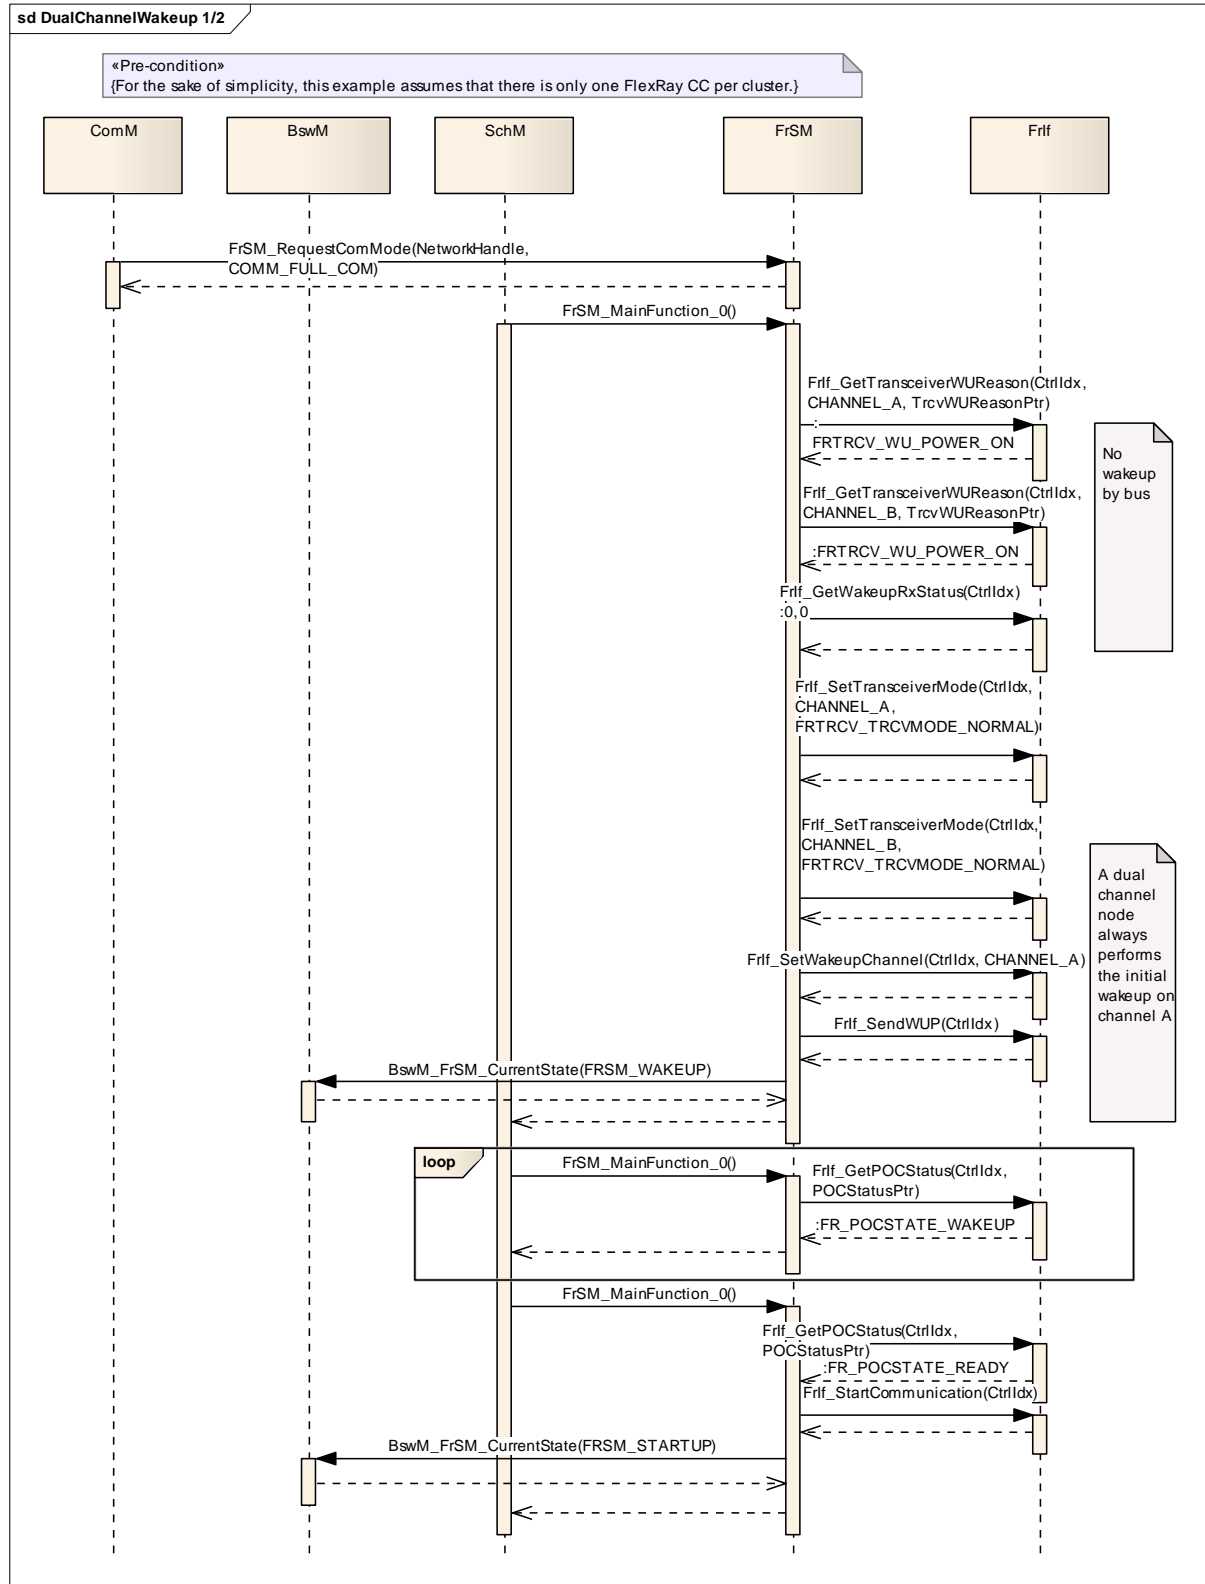 sd DualChannelWakeup 1/2
«Pre-condition»
{For the sake of simplicity, this example assumes that there is only one FlexRay CC per cluster.}
ComM
BswM
SchM
FrSM
FrIf
FrSM_RequestComMode(NetworkHandle,
COMM_FULL_COM)
FrSM_MainFunction_0()
FrIf_GetTransceiverWUReason(CtrlIdx,
CHANNEL_A, TrcvWUReasonPtr)
:
FRTRCV_WU_POWER_ON
No
wakeup
by bus
FrIf_GetTransceiverWUReason(CtrlIdx,
CHANNEL_B, TrcvWUReasonPtr)
:FRTRCV_WU_POWER_ON
FrIf_GetWakeupRxStatus(CtrlIdx)
:0,0
FrIf_SetTransceiverMode(CtrlIdx,
CHANNEL_A,
FRTRCV_TRCVMODE_NORMAL)
FrIf_SetTransceiverMode(CtrlIdx,
CHANNEL_B,
FRTRCV_TRCVMODE_NORMAL)
A dual
channel
node
always
performs
the initial
wakeup on
channel A
FrIf_SetWakeupChannel(CtrlIdx, CHANNEL_A)
FrIf_SendWUP(CtrlIdx)
BswM_FrSM_CurrentState(FRSM_WAKEUP)
loop
FrSM_MainFunction_0()
FrIf_GetPOCStatus(CtrlIdx,
POCStatusPtr)
:FR_POCSTATE_WAKEUP
FrSM_MainFunction_0()
FrIf_GetPOCStatus(CtrlIdx,
POCStatusPtr)
:FR_POCSTATE_READY
FrIf_StartCommunication(CtrlIdx)
BswM_FrSM_CurrentState(FRSM_STARTUP)